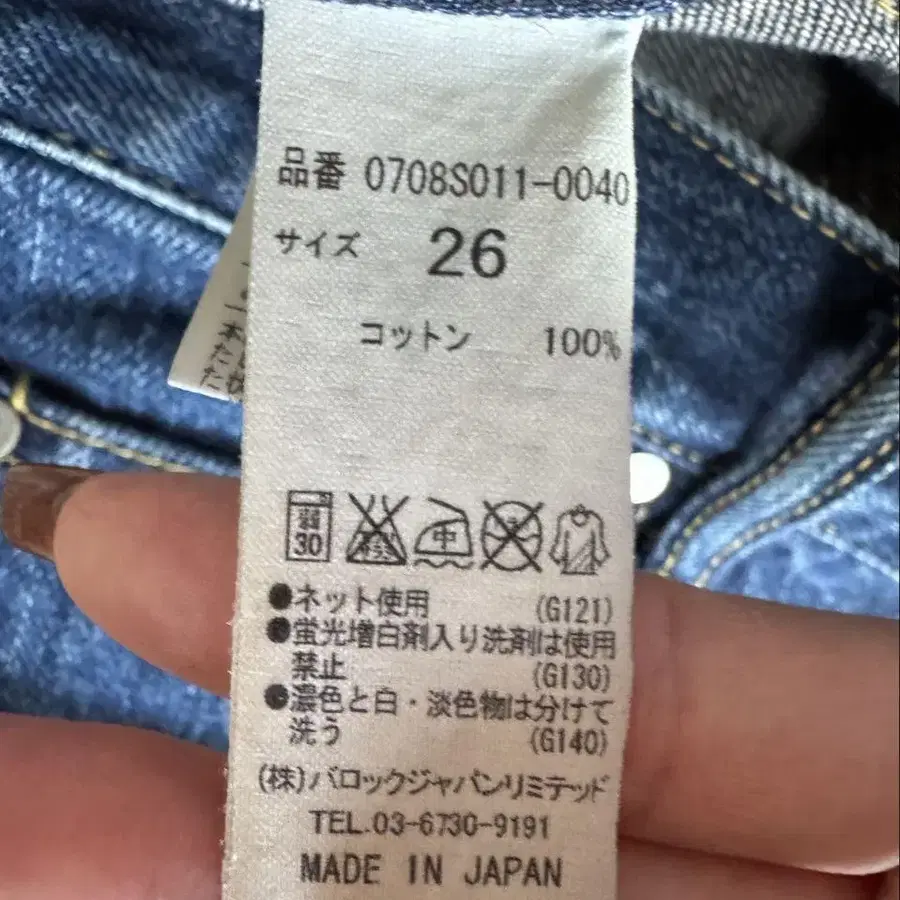 品番 0708S011-0040
サイズ 26
コットン 100%
弱
30
中
●ネット使用 (G121)
●蛍光増白剤入り洗剤は使用
禁止 (G130)
●濃色と白・淡色物は分けて
洗う (G140)
(株)バロックジャパンリミテッド
TEL.03-6730-9191
MADE IN JAPAN